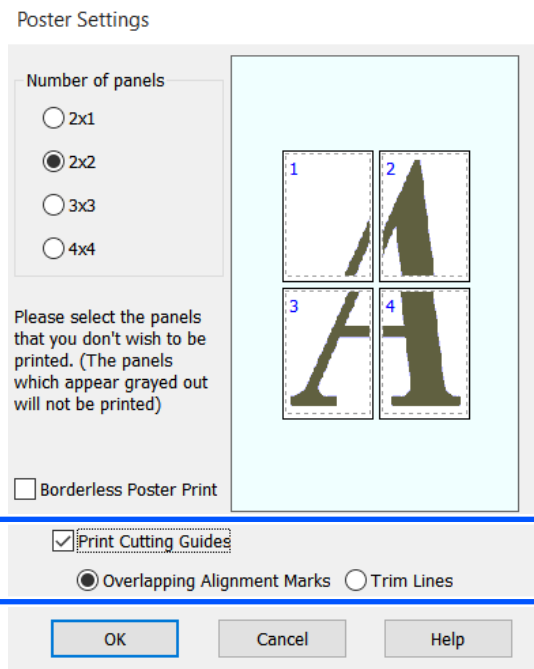 Poster Settings
Number of panels
2x1
2x2
3x3
4x4
1
2
3
4
Please select the panels
that you don't wish to be
printed. (The panels
which appear grayed out
will not be printed)
Borderless Poster Print
Print Cutting Guides
Overlapping Alignment Marks
Trim Lines
OK
Cancel
Help